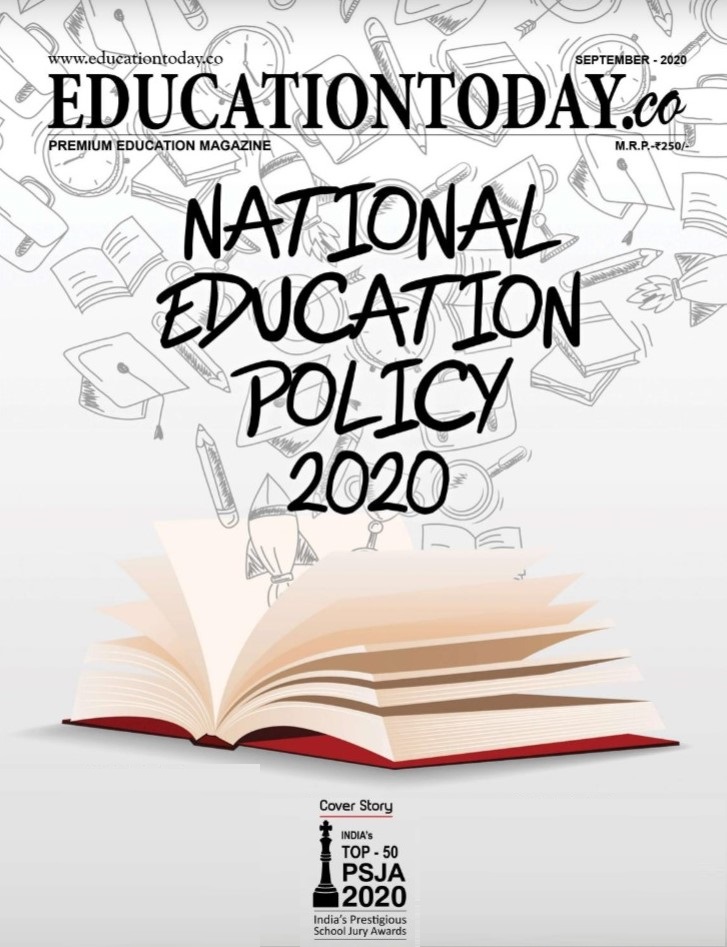 www.educationtoday.co
SEPTEMBER - 2020
EDUCATIONTODAY.co
PREMIUM EDUCATION MAGAZINE
M.R.P.-₹250/-
NATIONAL
EDUCATION
POLICY
2020
Cover Story
INDIA's
TOP - 50
PSJA
2020
India's Prestigious
School Jury Awards